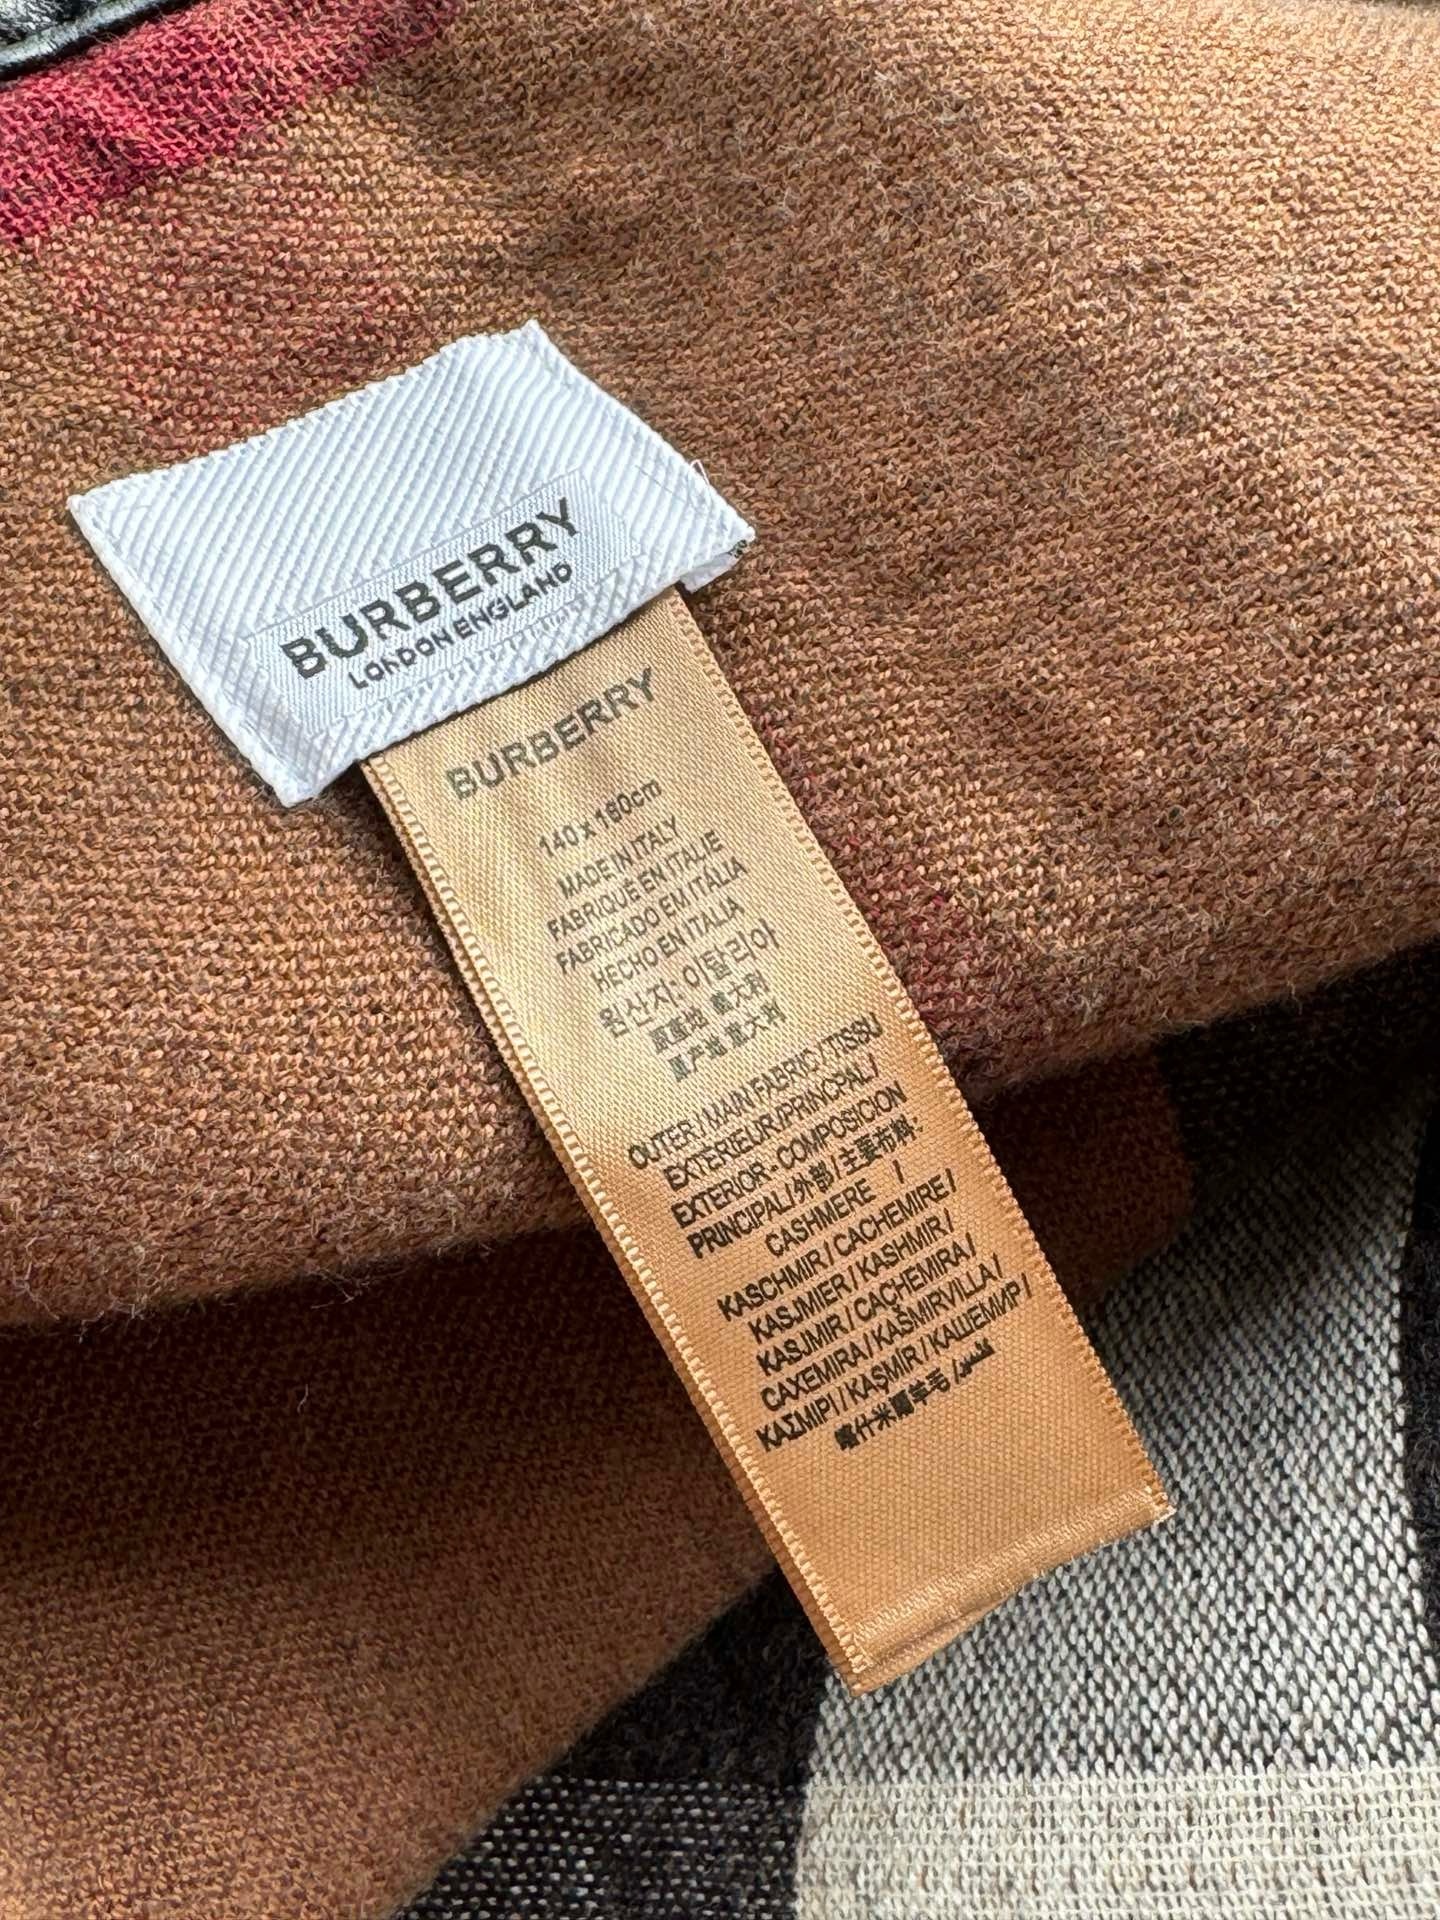 BURBERRY
LONDON ENGLAND
BURBERRY
140 x 180cm
MADE IN ITALY
FABRIQUÉ EN ITALIE
FABRICADO EM ITÁLIA
HECHO EN ITALIA
원산지: 이탈리아
原產地 義大利
原产地 意大利
OUTER / MAIN FABRIC / TISSU
EXTERIEUR/PRINCIPAL/
EXTERIOR - COMPOSICION
PRINCIPAL/外部/主要布料:
CASHMERE /
KASCHMIR / CACHEMIRE /
KASJMIER / KASHMIR /
KASJMIR / CAÇHEMIRA /
CAXEMIRA / KAŠMIRVILLA /
ΚΑΣΜΙΡΙ / KAŞMİR / КАШЕМИР /
喀什米爾羊毛 /